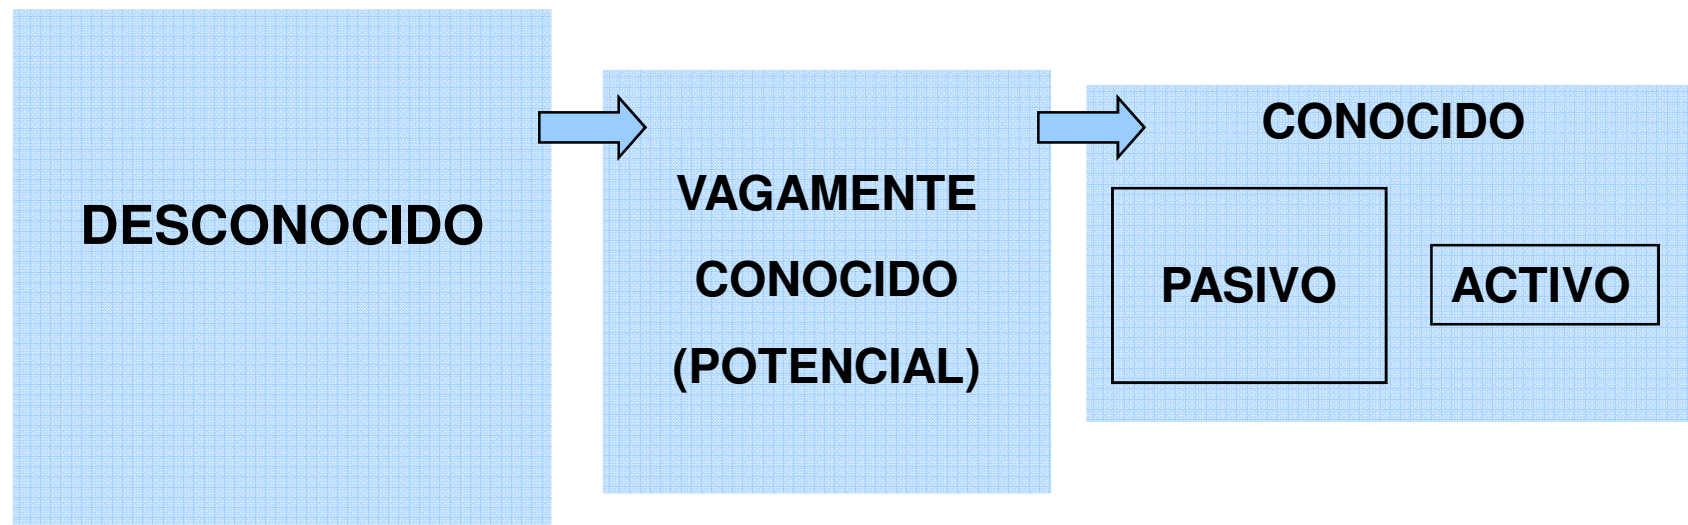 DESCONOCIDO
VAGAMENTE
CONOCIDO
(POTENCIAL)
CONOCIDO
PASIVO
ACTIVO